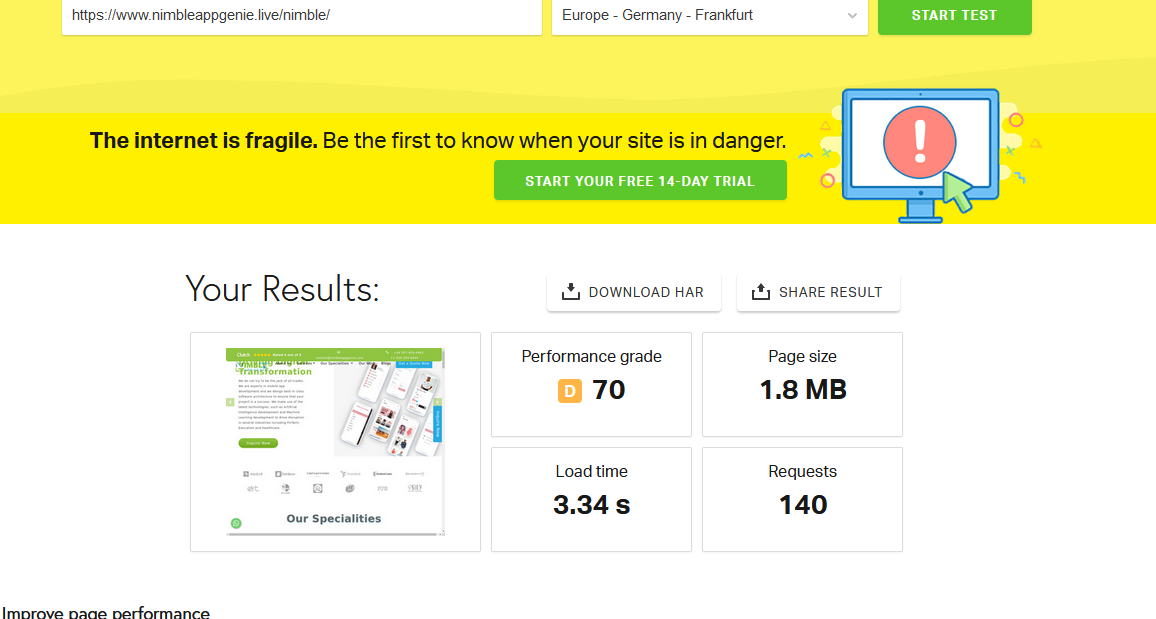 https://www.nimbleappgenie.live/nimble/
Europe - Germany - Frankfurt
START TEST
The internet is fragile. Be the first to know when your site is in danger.
START YOUR FREE 14-DAY TRIAL
Your Results:
DOWNLOAD HAR
SHARE RESULT
Transformation
Our Specialities
Performance grade
D 70
Page size
1.8 MB
Load time
3.34 s
Requests
140
Improve page performance